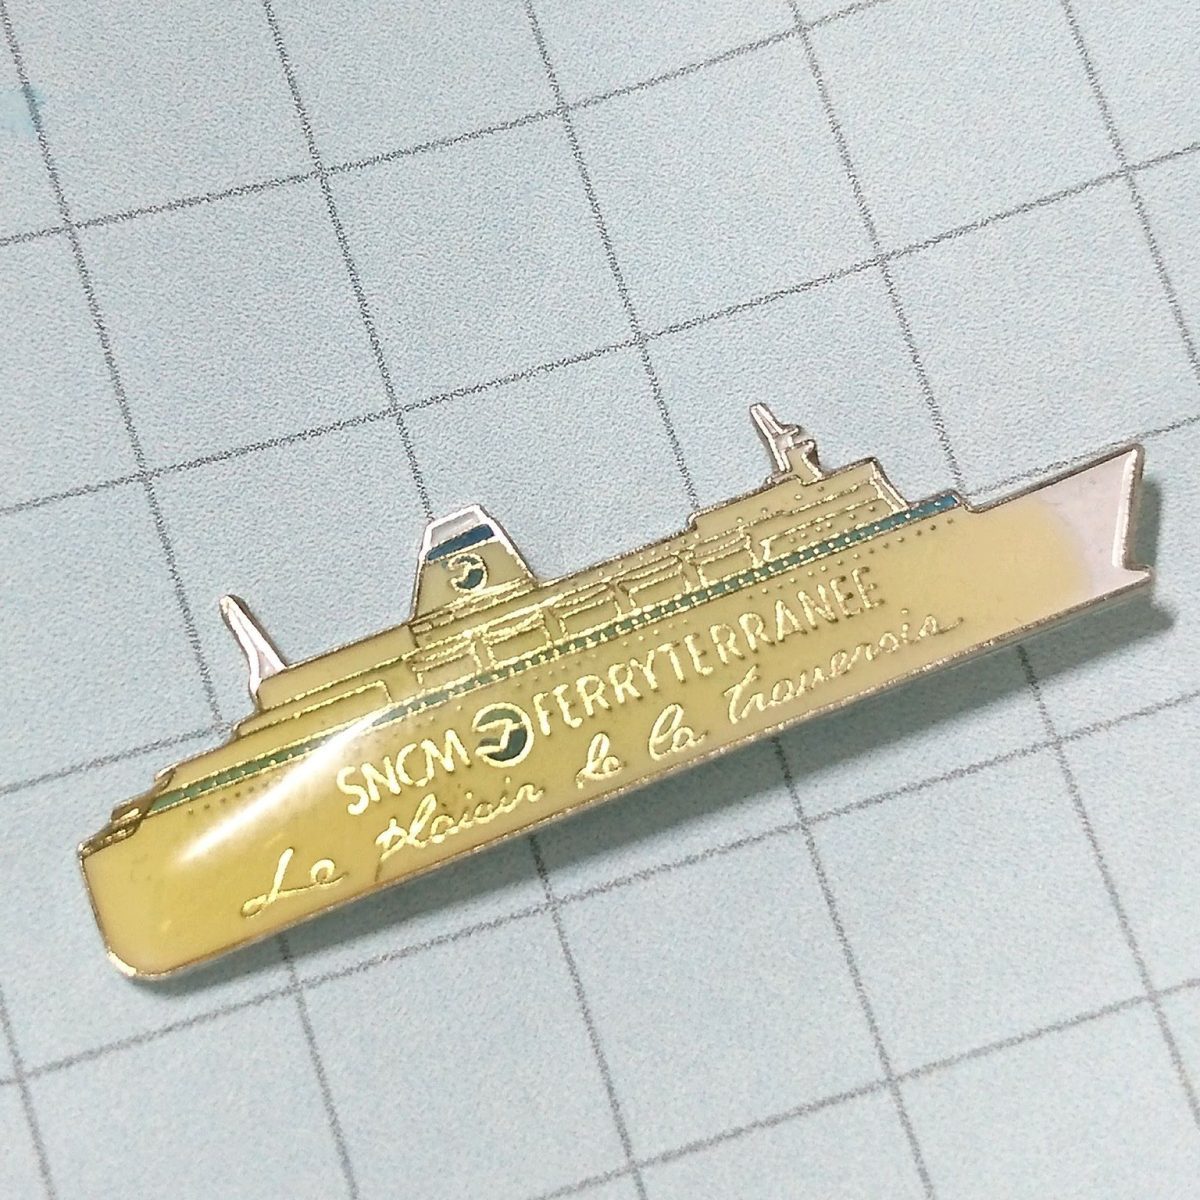 SNCM FERRYTERRANEE
Le plaisir de la traversée